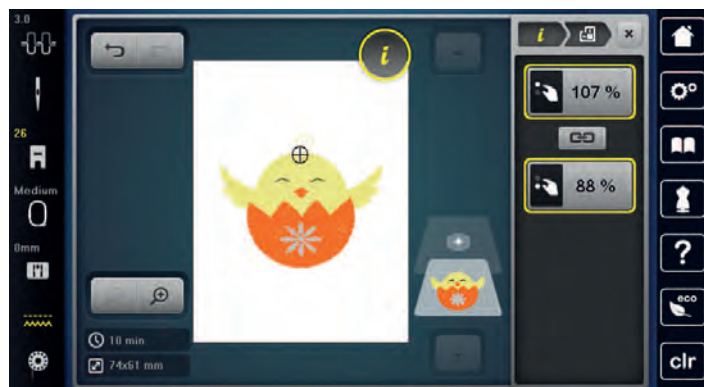 3.0
i
i
107 %
26
Medium
88 %
0mm
?
eco
10 min
74x61 mm
clr